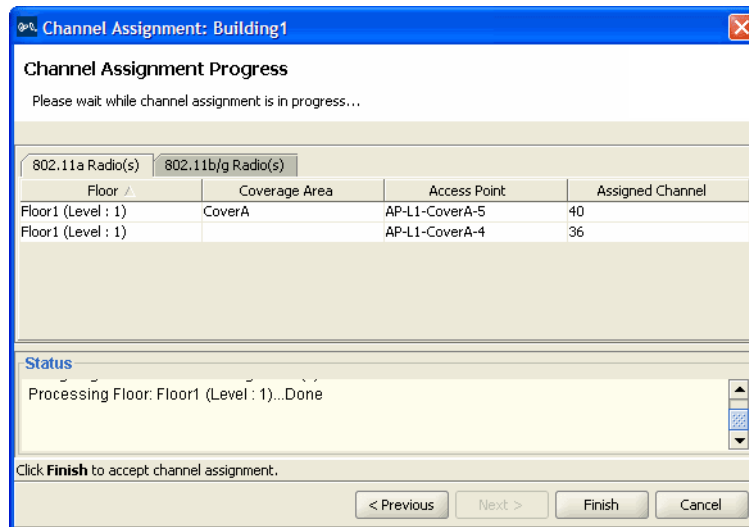 Channel Assignment: Building1
Channel Assignment Progress
Please wait while channel assignment is in progress...
802.11a Radio(s) 802.11b/g Radio(s)
Floor Coverage Area Access Point Assigned Channel
Floor1 (Level : 1) CoverA AP-L1-CoverA-5 40
Floor1 (Level : 1) AP-L1-CoverA-4 36
Status
Processing Floor: Floor1 (Level : 1)...Done
Click Finish to accept channel assignment.
< Previous Next > Finish Cancel